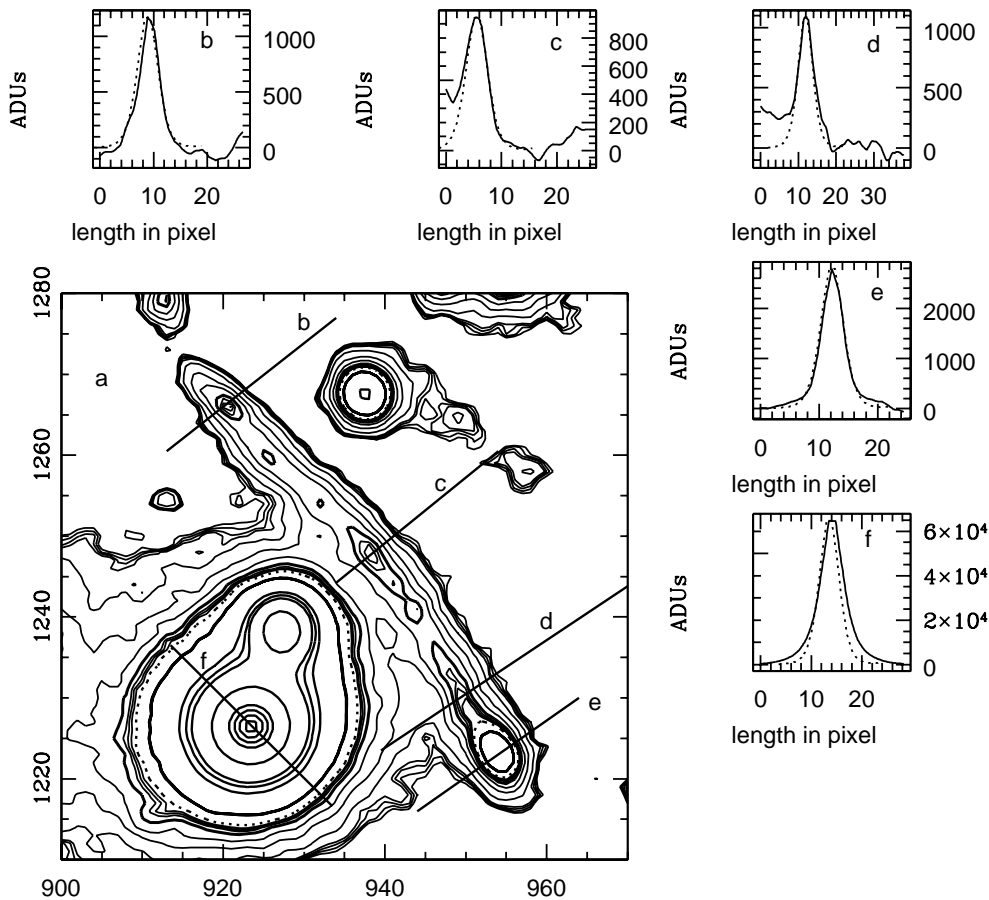 b
ADUs
1000
500
0
0 10 20
length in pixel
c
ADUs
800
600
400
200
0
0 10 20
length in pixel
d
ADUs
1000
500
0
0 10 20 30
length in pixel
e
ADUs
2000
1000
0
0 10 20
length in pixel
f
ADUs
6×10⁴
4×10⁴
2×10⁴
0
0 10 20
length in pixel
a
b
c
d
e
f
1280
1260
1240
1220
900 920 940 960